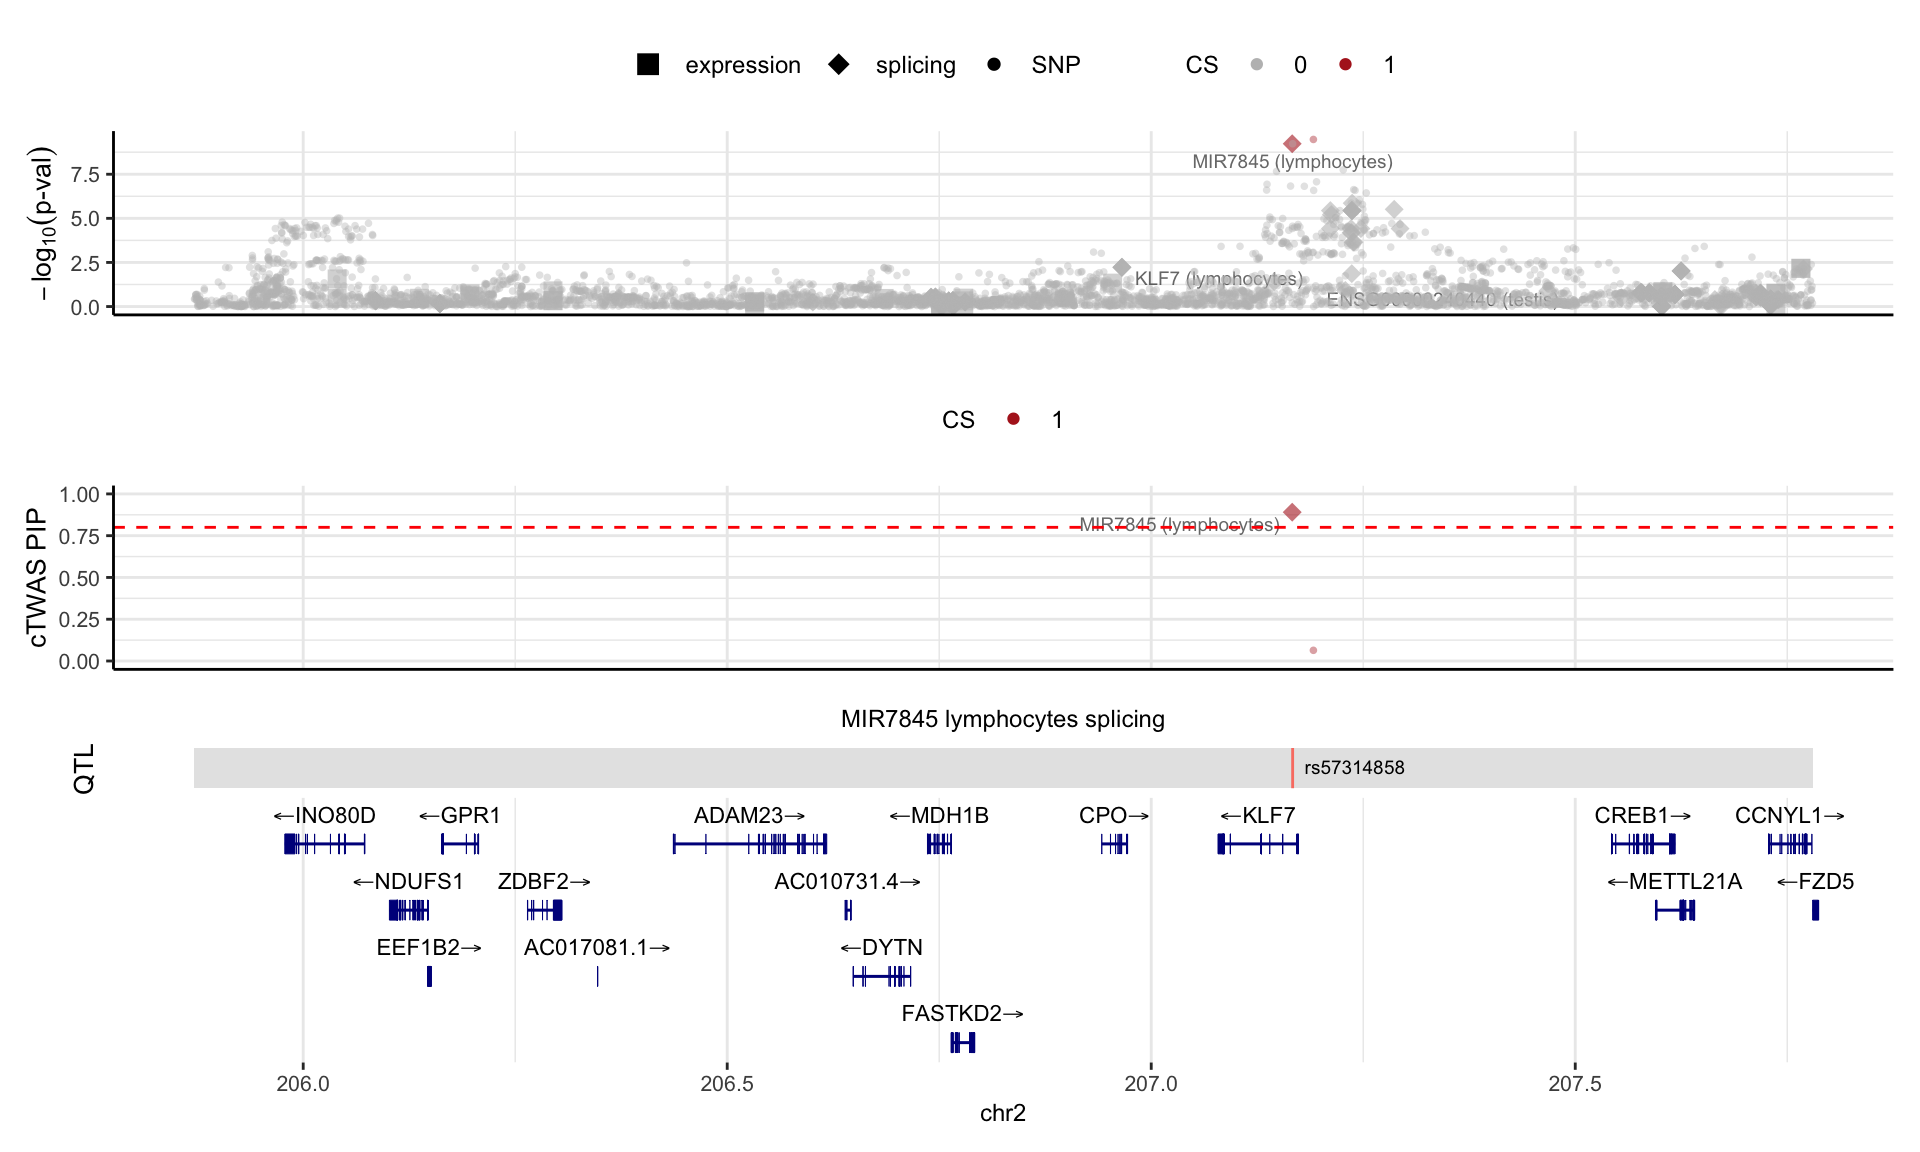 expression splicing SNP CS 0 1
−log10(p-val)
7.5
5.0
2.5
0.0
MIR7845 (lymphocytes)
KLF7 (lymphocytes)
CS 1
cTWAS PIP
1.00
0.75
0.50
0.25
0.00
MIR7845 (lymphocytes)
MIR7845 lymphocytes splicing
QTL
rs57314858
←INO80D ←GPR1 ADAM23→ ←MDH1B CPO→ ←KLF7 CREB1→ CCNYL1→
←NDUFS1 ZDBF2→ AC010731.4→ ←METTL21A ←FZD5
EEF1B2→ AC017081.1→ ←DYTN
FASTKD2→
206.0 206.5 207.0 207.5
chr2